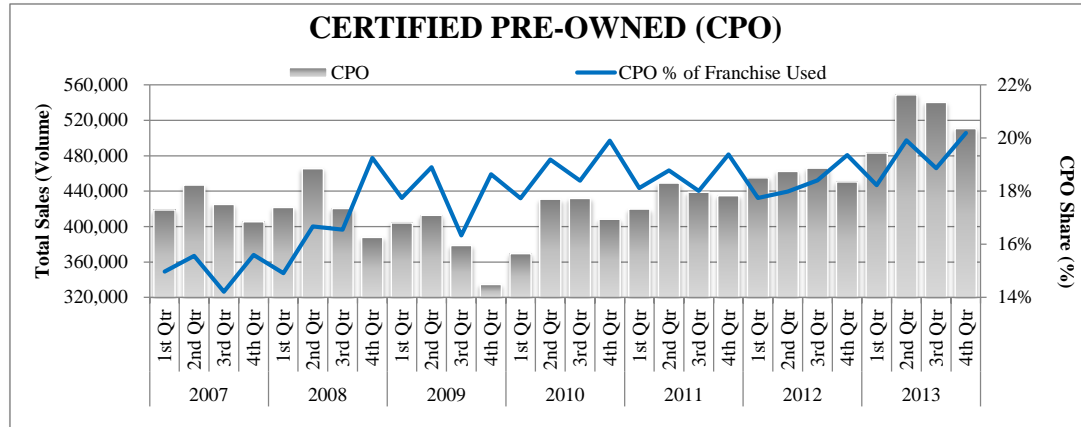 CERTIFIED PRE-OWNED (CPO)
CPO
CPO % of Franchise Used
Total Sales (Volume)
560,000
520,000
480,000
440,000
400,000
360,000
320,000
22%
20%
18%
16%
14%
CPO Share (%)
1st Qtr 2nd Qtr 3rd Qtr 4th Qtr 1st Qtr 2nd Qtr 3rd Qtr 4th Qtr 1st Qtr 2nd Qtr 3rd Qtr 4th Qtr 1st Qtr 2nd Qtr 3rd Qtr 4th Qtr 1st Qtr 2nd Qtr 3rd Qtr 4th Qtr 1st Qtr 2nd Qtr 3rd Qtr 4th Qtr 1st Qtr 2nd Qtr 3rd Qtr 4th Qtr
2007 2008 2009 2010 2011 2012 2013